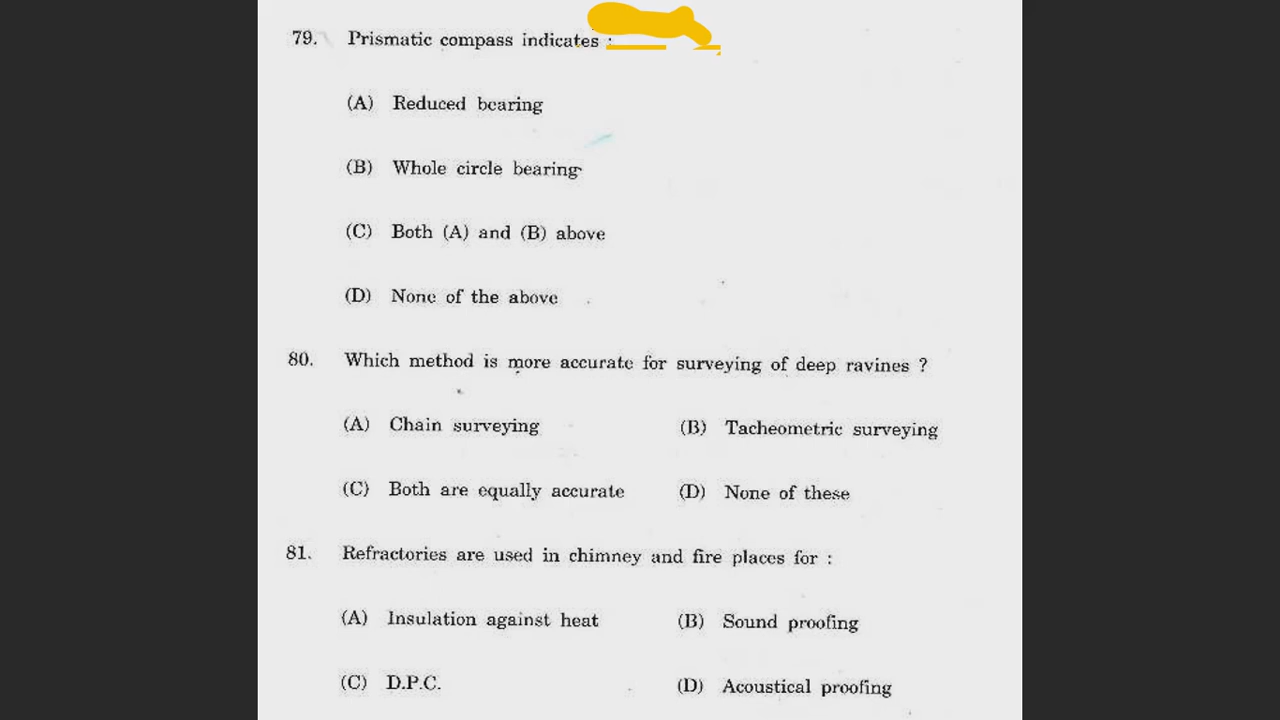 79. Prismatic compass indicates :
(A) Reduced bearing
(B) Whole circle bearing
(C) Both (A) and (B) above
(D) None of the above
80. Which method is more accurate for surveying of deep ravines ?
(A) Chain surveying (B) Tacheometric surveying
(C) Both are equally accurate (D) None of these
81. Refractories are used in chimney and fire places for :
(A) Insulation against heat (B) Sound proofing
(C) D.P.C. (D) Acoustical proofing